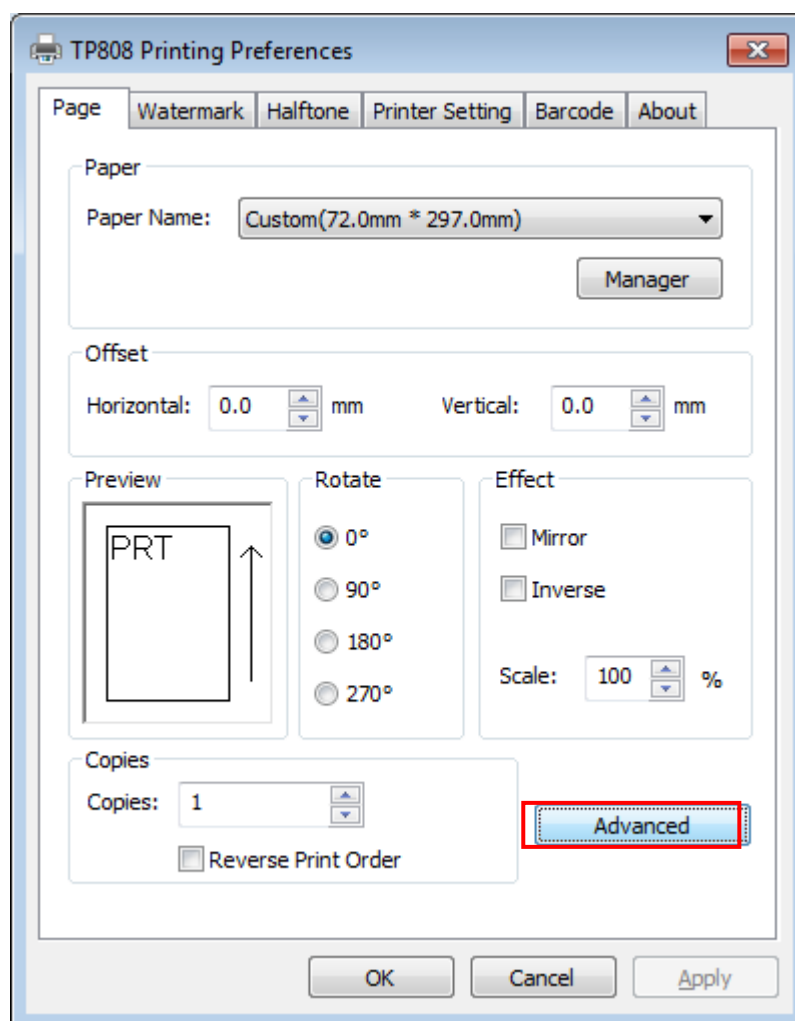 TP808 Printing Preferences
Page Watermark Halftone Printer Setting Barcode About
Paper
Paper Name: Custom(72.0mm * 297.0mm)
Manager
Offset
Horizontal: 0.0 mm Vertical: 0.0 mm
Preview Rotate Effect
PRT 0° Mirror
90° Inverse
180°
Scale: 100 %
270°
Copies
Copies: 1
Advanced
Reverse Print Order
OK Cancel Apply